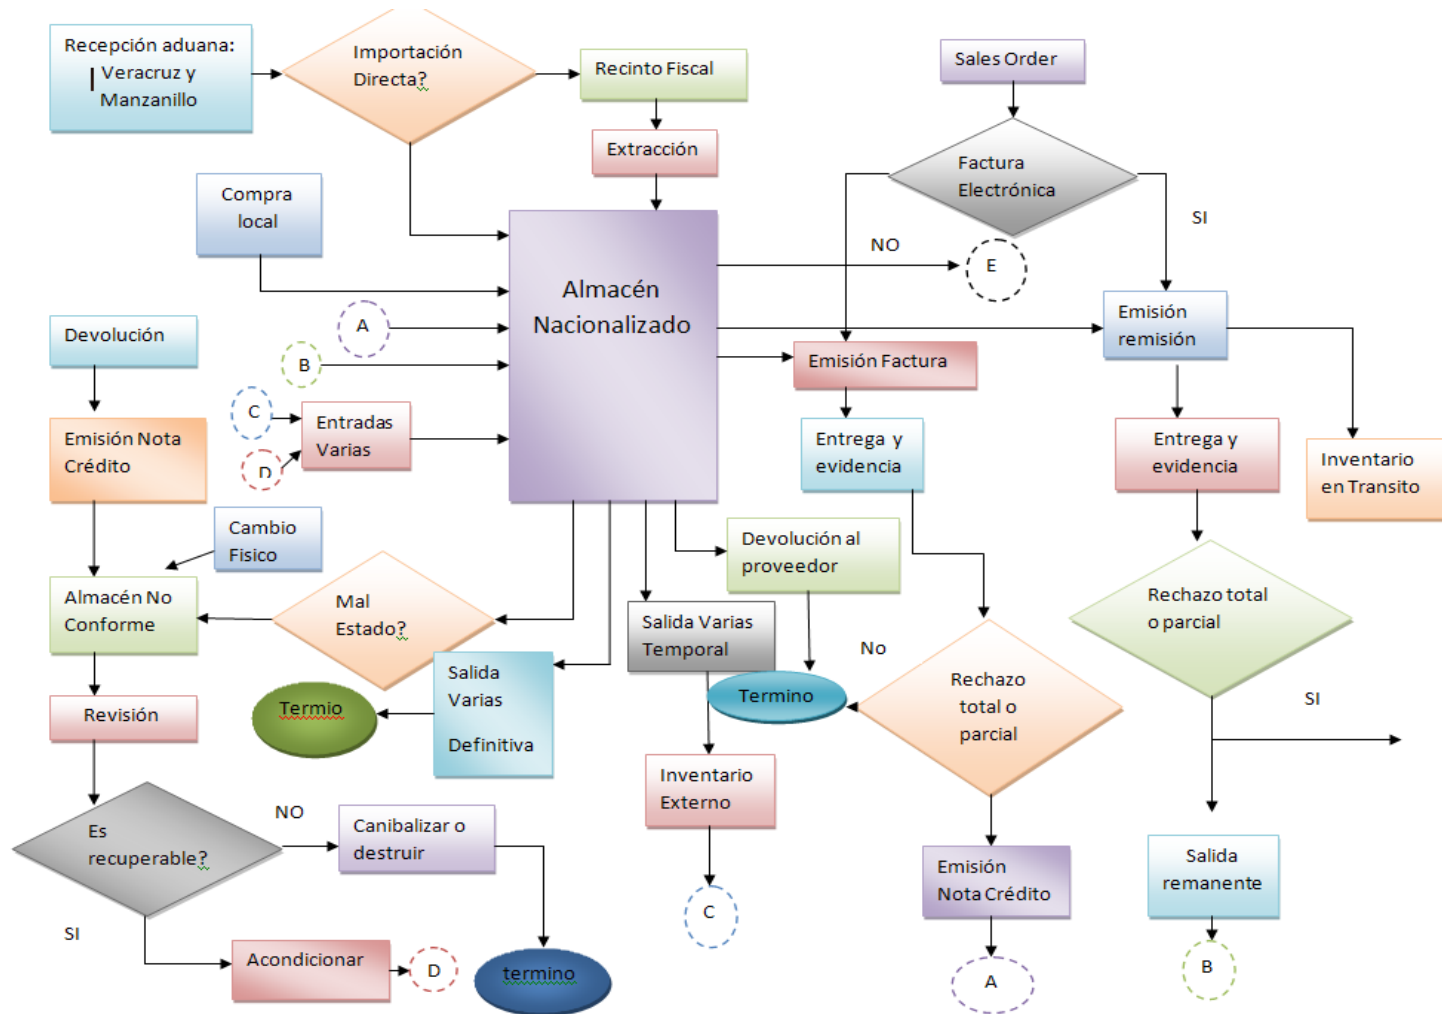 Recepción aduana:
Veracruz y
Manzanillo
Importación
Directa?
Recinto Fiscal
Extracción
Sales Order
Factura
Electrónica
SI
NO
E
Compra
local
Almacén
Nacionalizado
A
B
C
D
Entradas
Varias
Devolución
Emisión Nota
Crédito
Cambio
Fisico
Almacén No
Conforme
Mal
Estado?
Revisión
Es
recuperable?
NO
SI
Canibalizar o
destruir
termino
Acondicionar
D
Salida
Varias
Definitiva
Termio
Salida Varias
Temporal
Inventario
Externo
C
Devolución al
proveedor
Termino
Emisión Factura
Entrega y
evidencia
No
Rechazo
total o
parcial
Emisión
Nota Crédito
A
Emisión
remisión
Entrega y
evidencia
Inventario
en Transito
Rechazo total
o parcial
SI
Salida
remanente
B